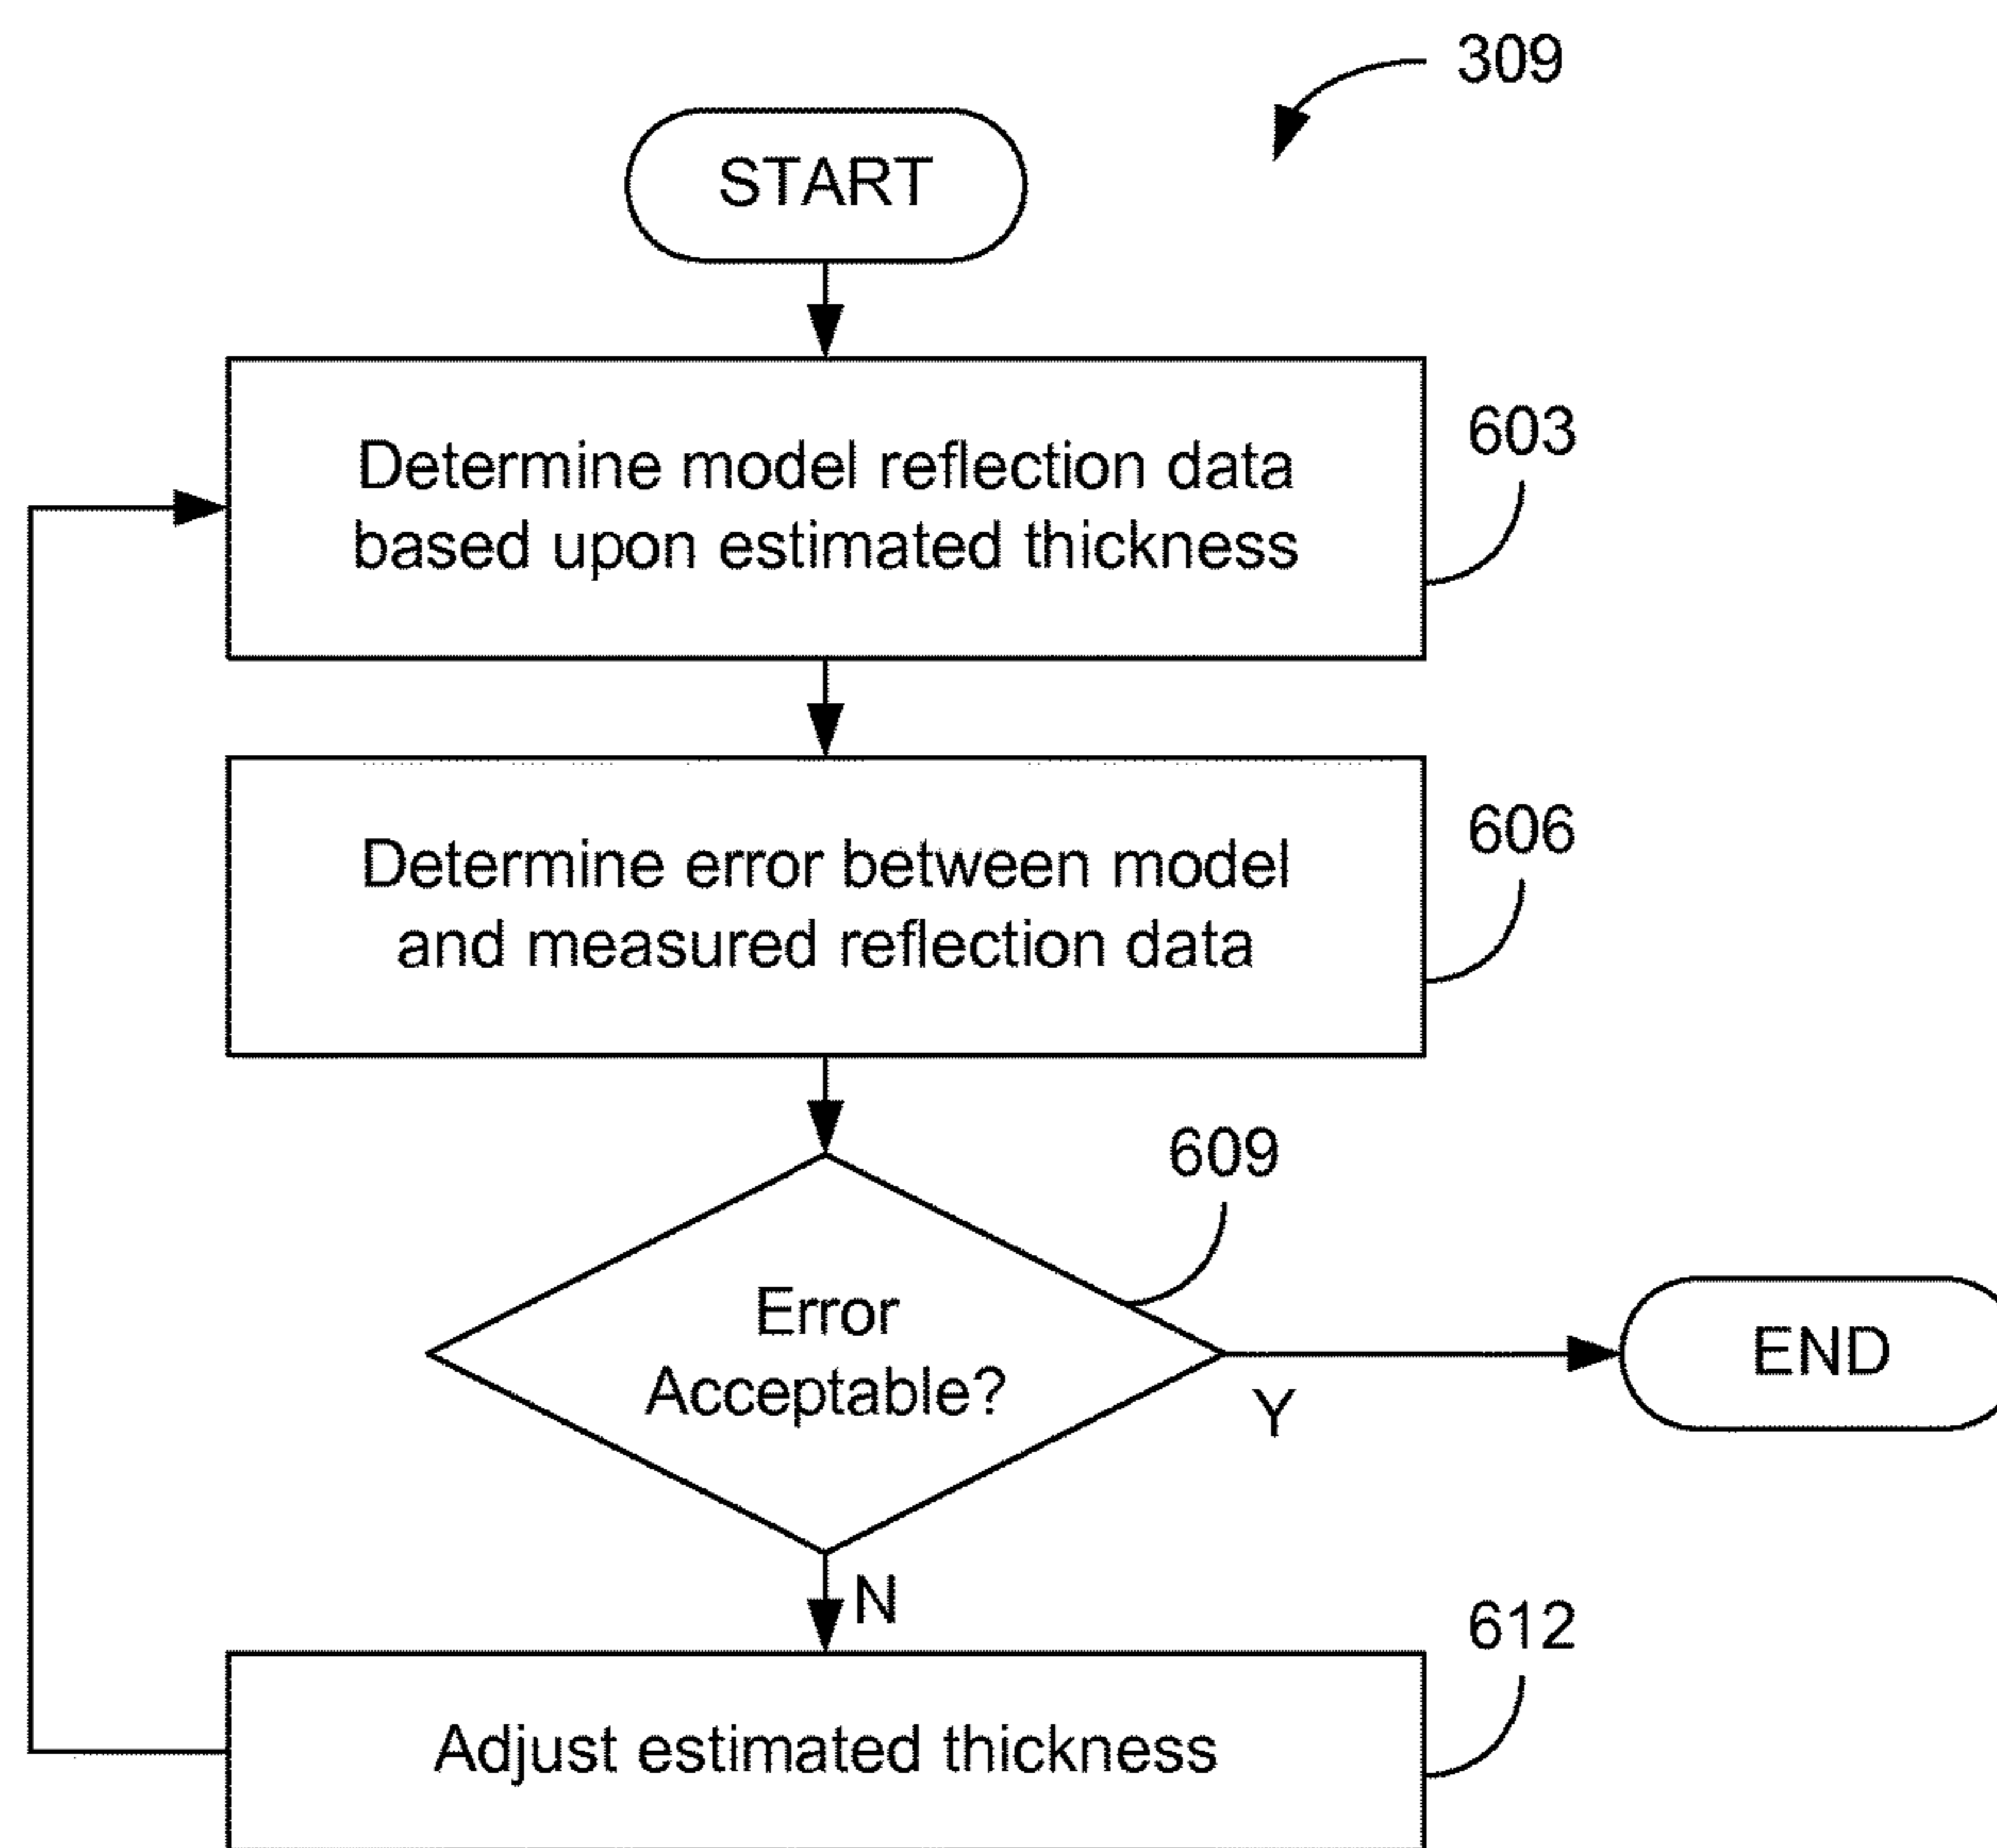 309
START
Determine model reflection data
based upon estimated thickness
603
Determine error between model
and measured reflection data
606
609
Error
Acceptable?
Y
END
N
612
Adjust estimated thickness